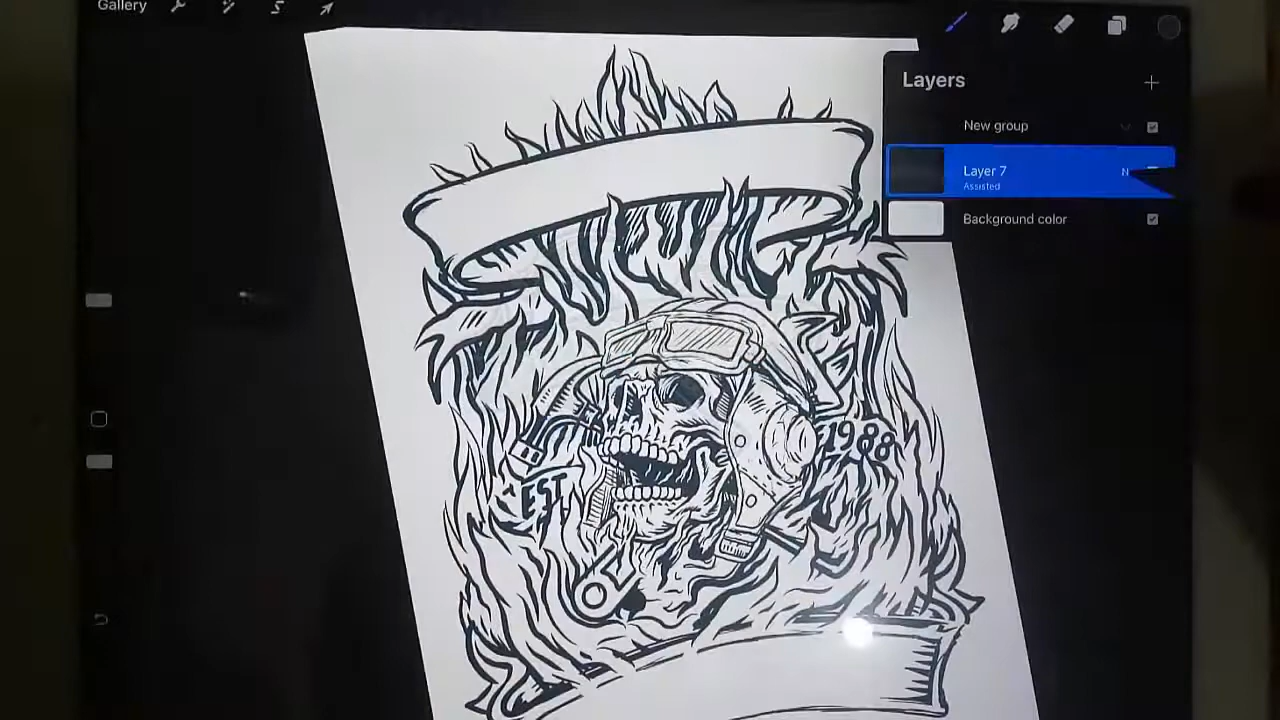 Gallery
Layers
New group
Layer 7
N
Assisted
Background color
1988
EST